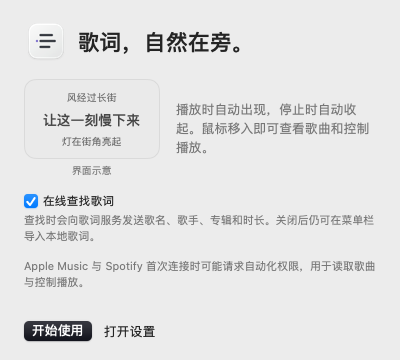 歌词，自然在旁。
风经过长街
让这一刻慢下来
灯在街角亮起
界面示意
播放时自动出现，停止时自动收
起。鼠标移入即可查看歌曲和控制
播放。
在线查找歌词
查找时会向歌词服务发送歌名、歌手、专辑和时长。关闭后仍可在菜单栏
导入本地歌词。
Apple Music 与 Spotify 首次连接时可能请求自动化权限，用于读取歌曲
与控制播放。
开始使用
打开设置